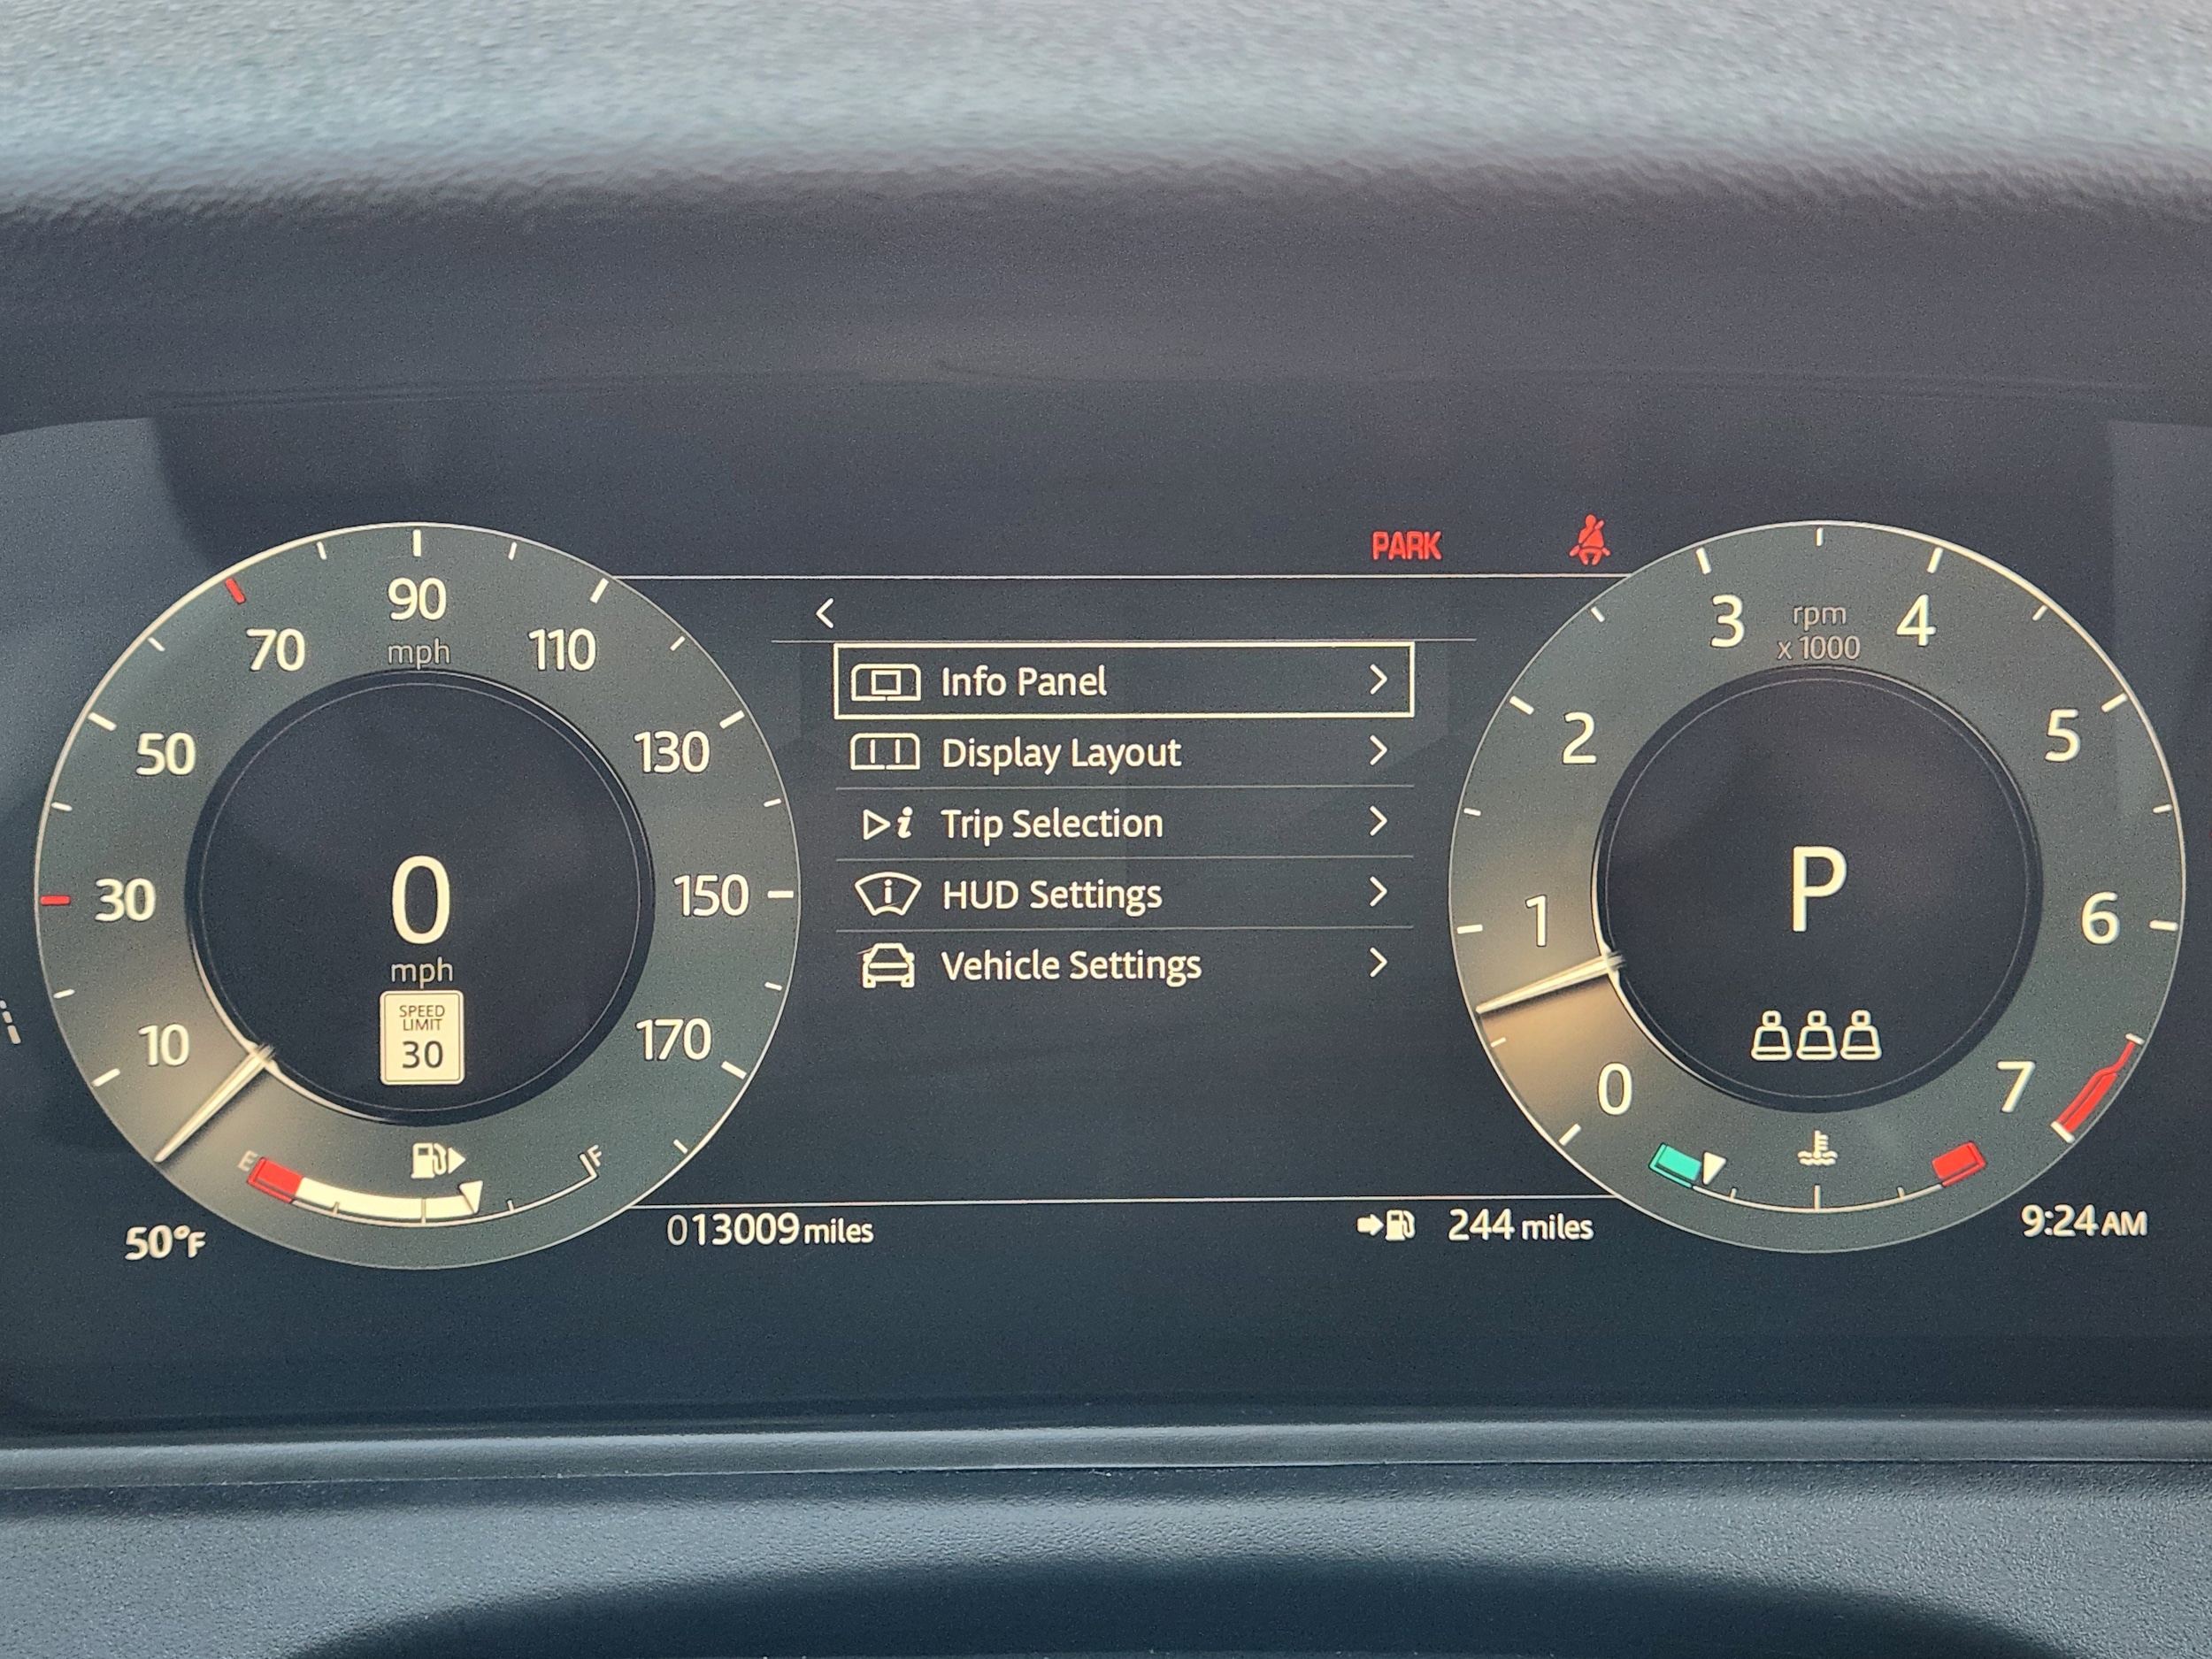 PARK
90
mph
70
110
50
130
30
150
10
170
0
mph
SPEED
LIMIT
30
E
F
50°F
013009 miles
Info Panel
Display Layout
Trip Selection
HUD Settings
Vehicle Settings
244 miles
3
rpm
x 1000
4
2
5
1
6
0
7
P
9:24 AM